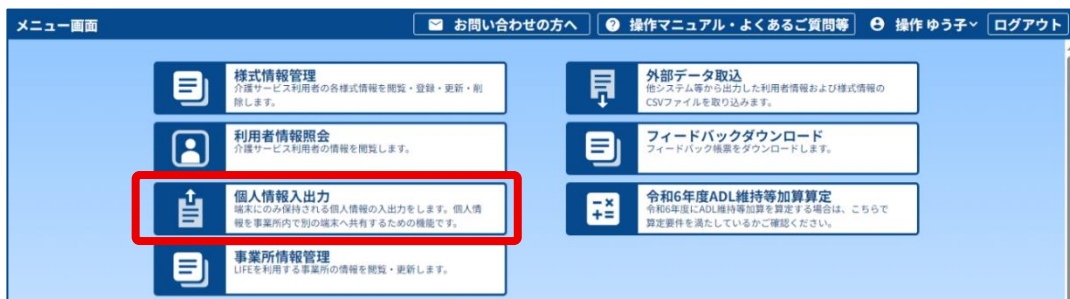 メニュー画面
お問い合わせの方へ
操作マニュアル・よくあるご質問等
操作 ゆう子
ログアウト
様式情報管理
介護サービス利用者の各様式情報を閲覧・登録・更新・削
除します。
外部データ取込
他システム等から出力した利用者情報および様式情報の
CSVファイルを取り込みます。
利用者情報照会
介護サービス利用者の情報を閲覧します。
フィードバックダウンロード
フィードバック帳票をダウンロードします。
個人情報入出力
端末にのみ保持される個人情報の入出力をします。個人情
報を事業所内で別の端末へ共有するための機能です。
令和6年度ADL維持等加算算定
令和6年度にADL維持等加算を算定する場合は、こちらで
算定要件を満たしているかご確認ください。
事業所情報管理
LIFEを利用する事業所の情報を閲覧・更新します。